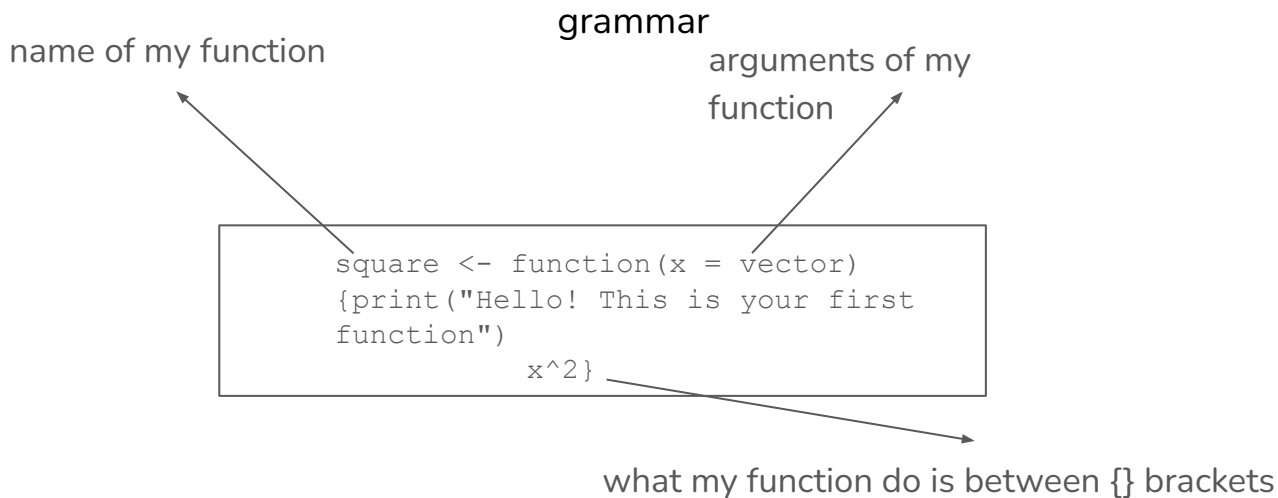 grammar
name of my function
arguments of my
function
square <- function(x = vector)
{print("Hello! This is your first
function")
x^2}
what my function do is between {} brackets